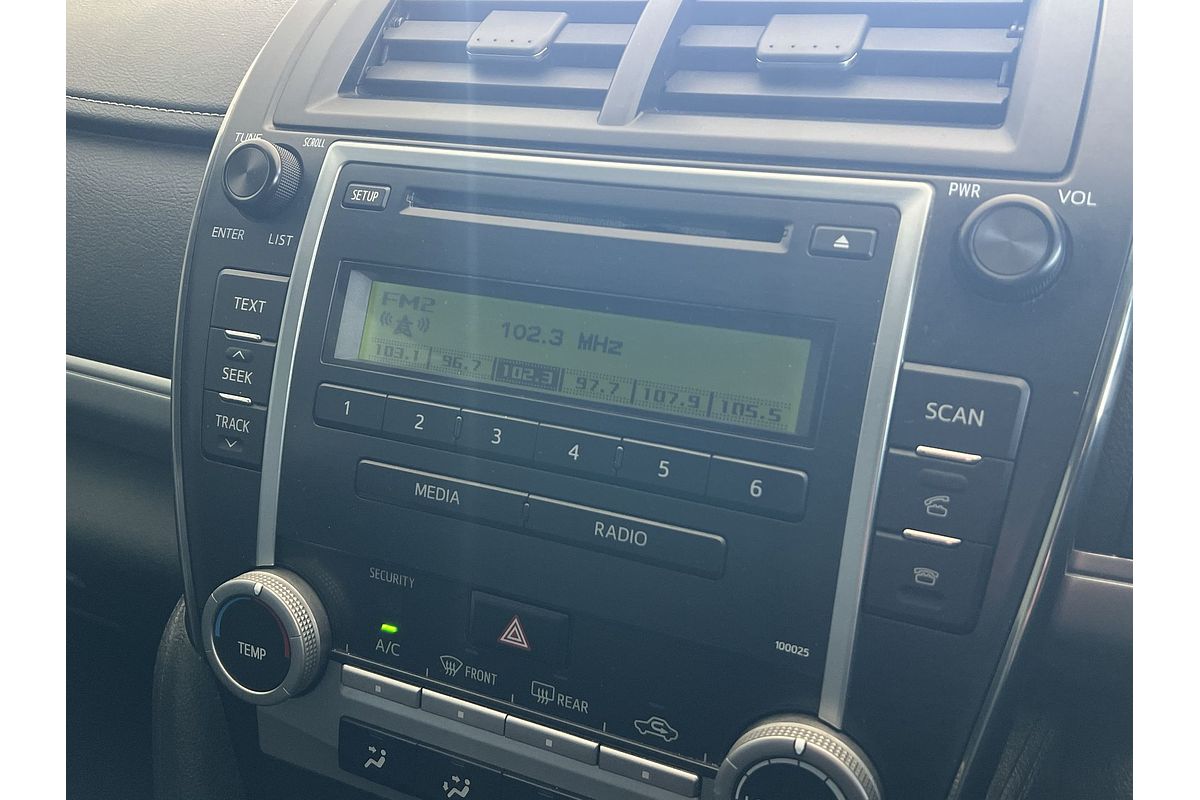 TUNE SCROLL
ENTER LIST
SETUP
PWR VOL
TEXT
SEEK
TRACK
FM2
102.3 MHz
103.1 96.7 102.3 97.7 107.9 105.5
1 2 3 4 5 6
MEDIA RADIO
SCAN
SECURITY
100025
TEMP
A/C FRONT REAR